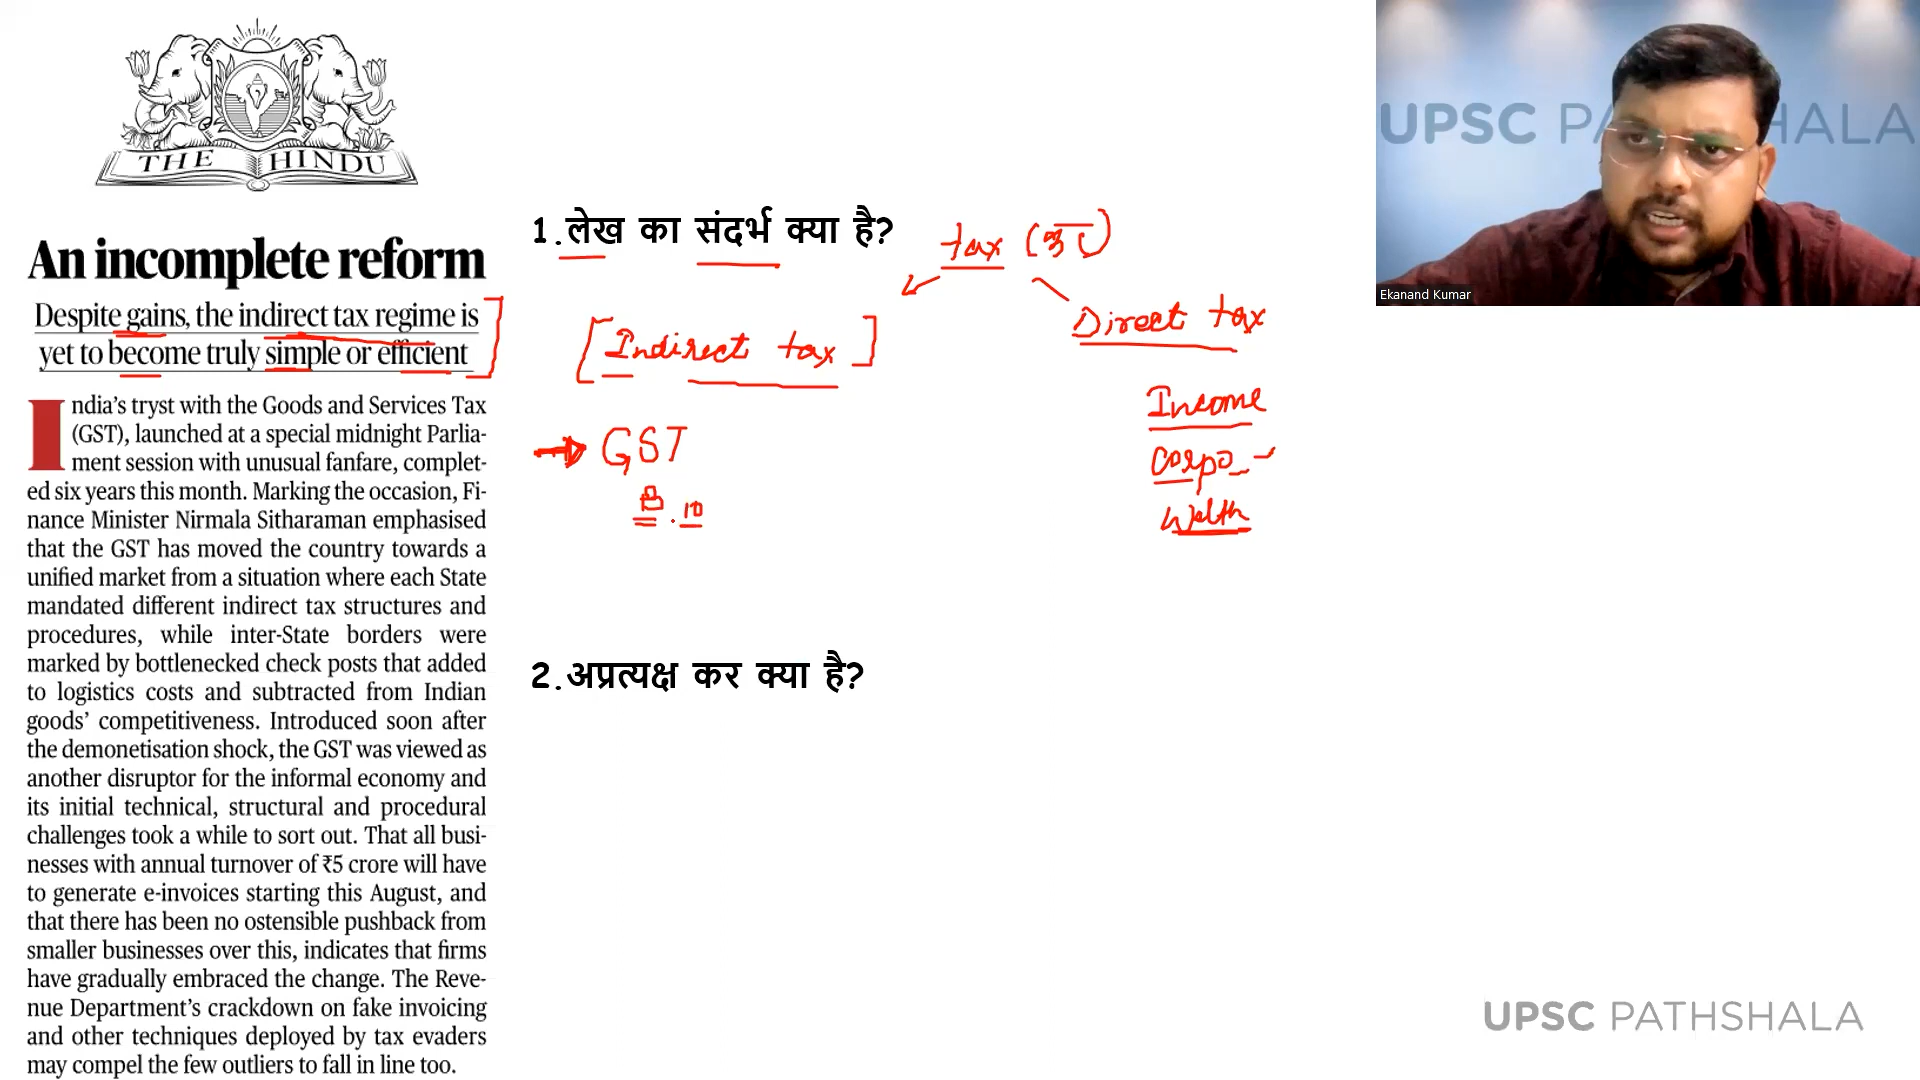 THE HINDU
An incomplete reform
Despite gains, the indirect tax regime is
yet to become truly simple or efficient
India's tryst with the Goods and Services Tax
(GST), launched at a special midnight Parlia-
ment session with unusual fanfare, complet-
ed six years this month. Marking the occasion, Fi-
nance Minister Nirmala Sitharaman emphasised
that the GST has moved the country towards a
unified market from a situation where each State
mandated different indirect tax structures and
procedures, while inter-State borders were
marked by bottlenecked check posts that added
to logistics costs and subtracted from Indian
goods' competitiveness. Introduced soon after
the demonetisation shock, the GST was viewed as
another disruptor for the informal economy and
its initial technical, structural and procedural
challenges took a while to sort out. That all busi-
nesses with annual turnover of ₹5 crore will have
to generate e-invoices starting this August, and
that there has been no ostensible pushback from
smaller businesses over this, indicates that firms
have gradually embraced the change. The Reve-
nue Department's crackdown on fake invoicing
and other techniques deployed by tax evaders
may compel the few outliers to fall in line too.
1.लेख का संदर्भ क्या है?
tax (कर)
[Indirect tax]
Direct tax
GST
10
Income
Corpo
Welth
2.अप्रत्यक्ष कर क्या है?
UPSC PATHSHALA
Ekanand Kumar
UPSC PATHSHALA